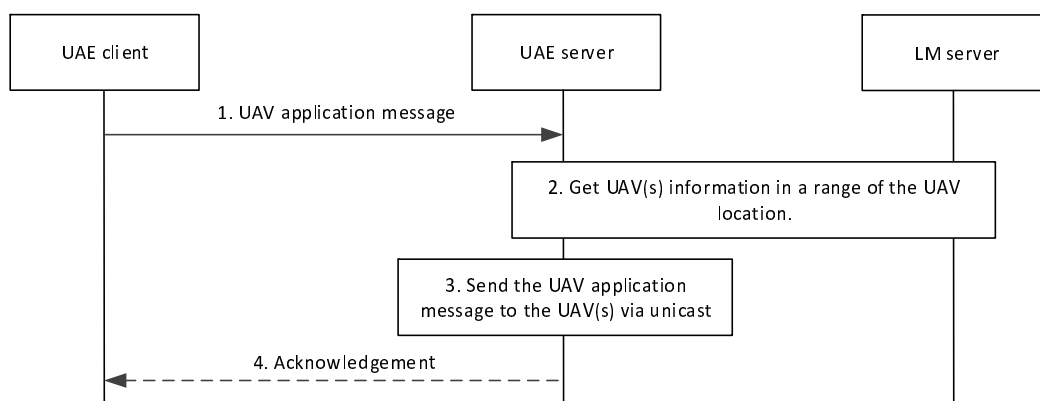 UAE client
UAE server
LM server
1. UAV application message
2. Get UAV(s) information in a range of the UAV
location.
3. Send the UAV application
message to the UAV(s) via unicast
4. Acknowledgement